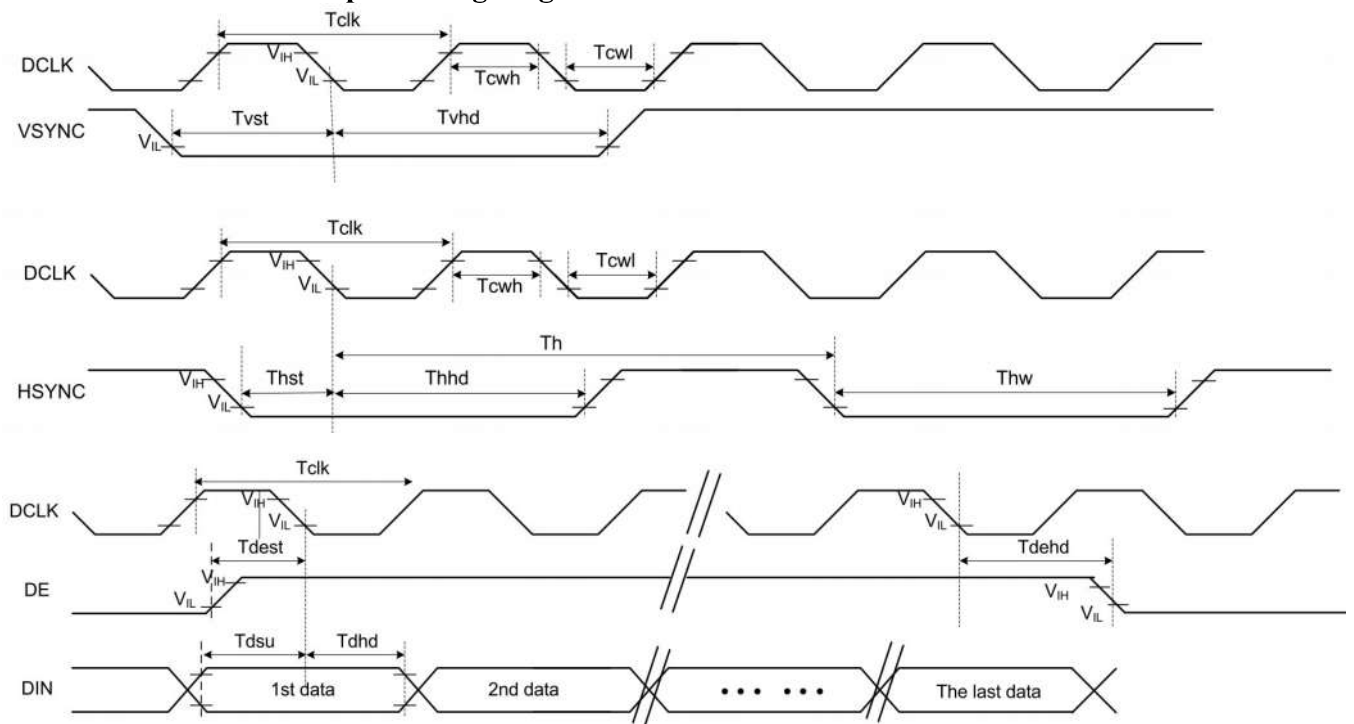 Tclk
DCLK
VIH
VIL
Tcwh
Tcwl
VSYNC
VIL
Tvst
Tvhd
Tclk
DCLK
VIH
VIL
Tcwh
Tcwl
Th
HSYNC
VIH
VIL
Thst
Thhd
Thw
Tclk
DCLK
VIH
VIL
VIH
VIL
Tdest
Tdehd
DE
VIH
VIL
VIH
VIL
Tdsu
Tdhd
DIN
1st data
2nd data
••• •••
The last data